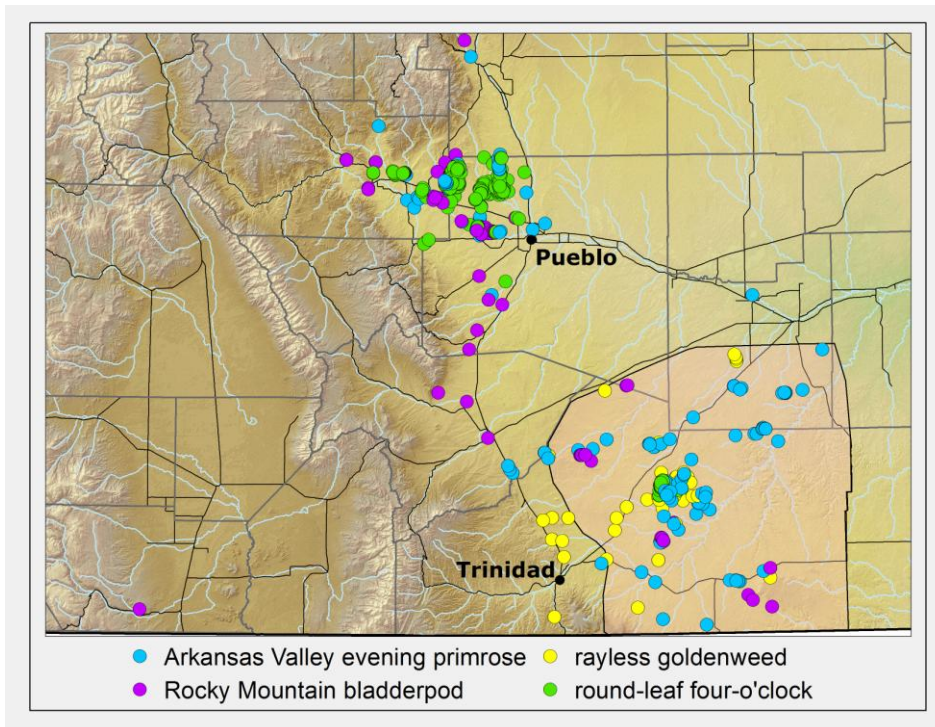 Pueblo
Trinidad
Arkansas Valley evening primrose
rayless goldenweed
Rocky Mountain bladderpod
round-leaf four-o'clock